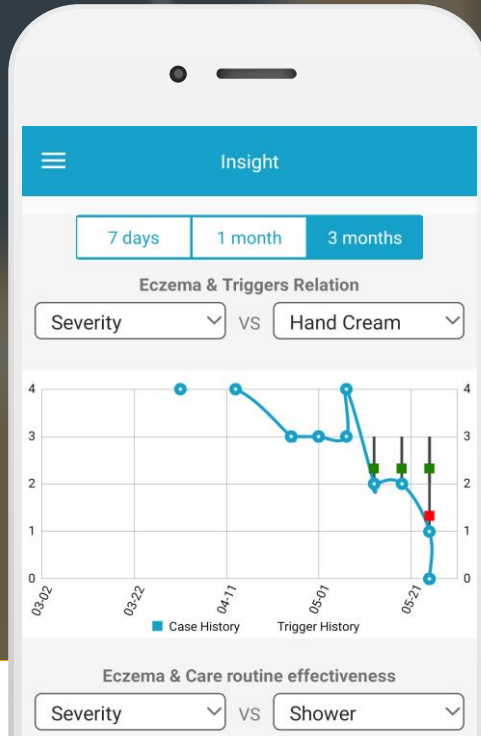 Insight
7 days 1 month 3 months
Eczema & Triggers Relation
Severity VS Hand Cream
4 4
3 3
2 2
1 1
0 0
03-02 03-22 04-11 05-01 05-21
Case History Trigger History
Eczema & Care routine effectiveness
Severity VS Shower